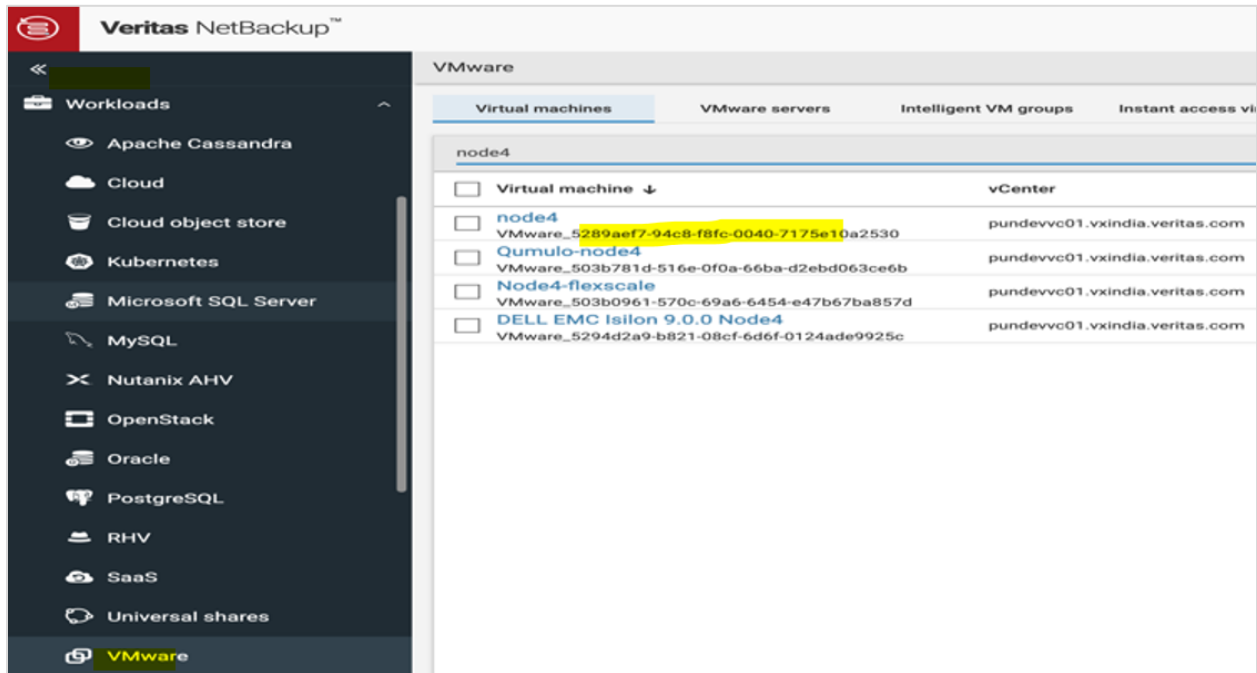 Veritas NetBackup™
«
Workloads
Apache Cassandra
Cloud
Cloud object store
Kubernetes
Microsoft SQL Server
MySQL
Nutanix AHV
OpenStack
Oracle
PostgreSQL
RHV
SaaS
Universal shares
VMware
VMware
Virtual machines VMware servers Intelligent VM groups Instant access vi
node4
Virtual machine ↓ vCenter
node4 pundevvc01.vxindia.veritas.com
VMware_5289aef7-94c8-f8fc-0040-7175e10a2530
Qumulo-node4 pundevvc01.vxindia.veritas.com
VMware_503b781d-516e-0f0a-66ba-d2ebd063ce6b
Node4-flexscale pundevvc01.vxindia.veritas.com
VMware_503b0961-570c-69a6-6454-e47b67ba857d
DELL EMC Isilon 9.0.0 Node4 pundevvc01.vxindia.veritas.com
VMware_5294d2a9-b821-08cf-6d6f-0124ade9925c